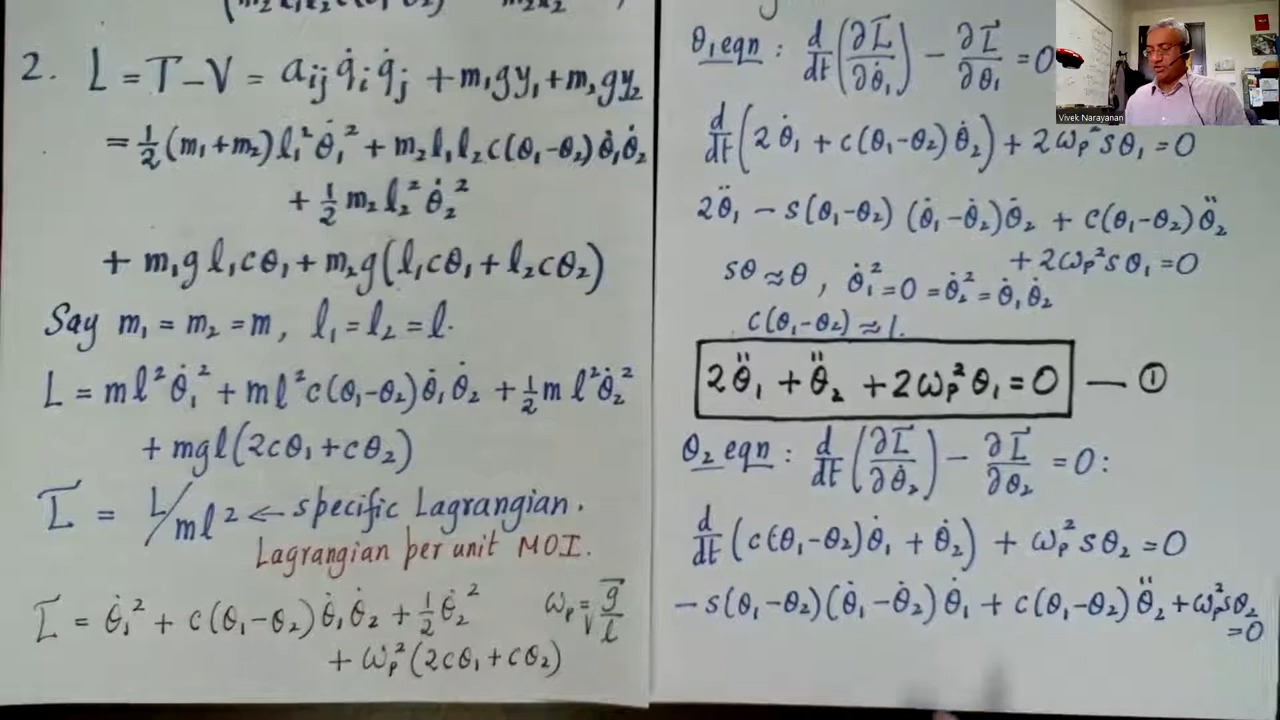 2. L = T - V = a_ij q̇_i q̇_j + m₁gy₁ + m₂gy₂
= ½(m₁+m₂)l₁²θ̇₁² + m₂l₁l₂c(θ₁-θ₂)θ̇₁θ̇₂
+ ½m₂l₂²θ̇₂²
+ m₁gl₁cθ₁ + m₂g(l₁cθ₁ + l₂cθ₂)
Say m₁ = m₂ = m, l₁ = l₂ = l.
L = ml²θ̇₁² + ml²c(θ₁-θ₂)θ̇₁θ̇₂ + ½ml²θ̇₂²
+ mgl(2cθ₁ + cθ₂)
L̄ = L/ml² ← specific Lagrangian.
Lagrangian per unit MOI.
L̄ = θ̇₁² + c(θ₁-θ₂)θ̇₁θ̇₂ + ½θ̇₂² ω_p = √(g/l)
+ ω_p²(2cθ₁ + cθ₂)
θ₁ eqn : d/dt(∂L̄/∂θ̇₁) - ∂L̄/∂θ₁ = 0
d/dt(2θ̇₁ + c(θ₁-θ₂)θ̇₂) + 2ω_p²sθ₁ = 0
2θ̈₁ - s(θ₁-θ₂)(θ̇₁-θ̇₂)θ̇₂ + c(θ₁-θ₂)θ̈₂
+ 2ω_p²sθ₁ = 0
sθ ≈ θ, θ̇₁² = 0 = θ̇₂² = θ̇₁θ̇₂
c(θ₁-θ₂) ≈ 1.
2θ̈₁ + θ̈₂ + 2ω_p²θ₁ = 0 — ①
θ₂ eqn : d/dt(∂L̄/∂θ̇₂) - ∂L̄/∂θ₂ = 0 :
d/dt(c(θ₁-θ₂)θ̇₁ + θ̇₂) + ω_p²sθ₂ = 0
- s(θ₁-θ₂)(θ̇₁-θ̇₂)θ̇₁ + c(θ₁-θ₂)θ̈₂ + ω_p²sθ₂
= 0
Vivek Narayanan